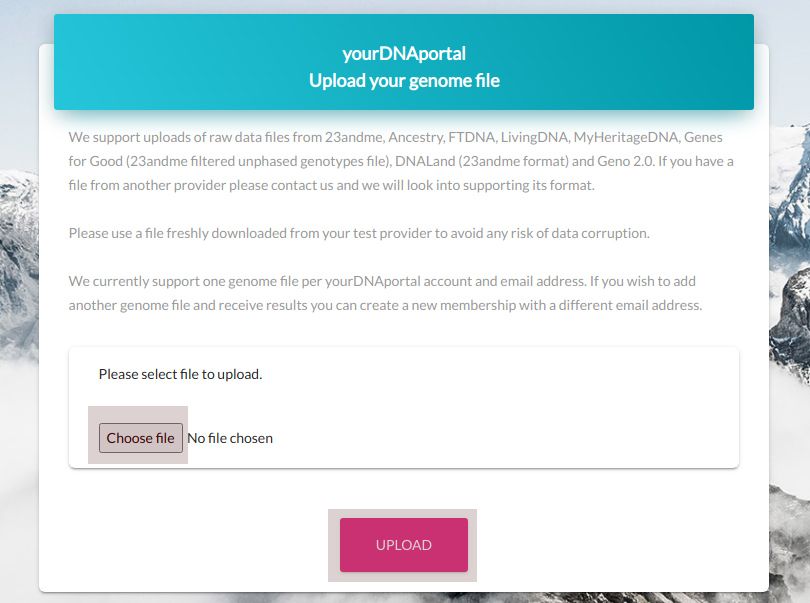 yourDNAportal
Upload your genome file
We support uploads of raw data files from 23andme, Ancestry, FTDNA, LivingDNA, MyHeritageDNA, Genes
for Good (23andme filtered unphased genotypes file), DNALand (23andme format) and Geno 2.0. If you have a
file from another provider please contact us and we will look into supporting its format.
Please use a file freshly downloaded from your test provider to avoid any risk of data corruption.
We currently support one genome file per yourDNAportal account and email address. If you wish to add
another genome file and receive results you can create a new membership with a different email address.
Please select file to upload.
Choose file No file chosen
UPLOAD